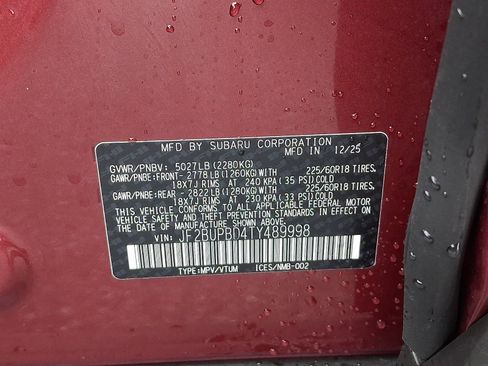 MFD BY SUBARU CORPORATION IN 12/25
GVWR/PNBV: 5027LB(2280KG)
GAWR/PNBE:FRONT- 2778LB(1260KG)WITH 225/60R18 TIRES,
18X7J RIMS AT 240 KPA(35 PSI)COLD
GAWR/PNBE:REAR - 2822LB(1280KG)WITH 225/60R18 TIRES,
18X7J RIMS AT 230 KPA(33 PSI)COLD
THIS VEHICLE CONFORMS TO ALL APPLICABLE FEDERAL MOTOR
VEHICLE SAFETY AND THEFT PREVENTION STANDARDS IN EFFECT ON
THE DATE OF MANUFACTURE SHOWN ABOVE.
VIN: JF2BUPBD4TY489998
TYPE:MPV/VTUM ICES/NMB-002